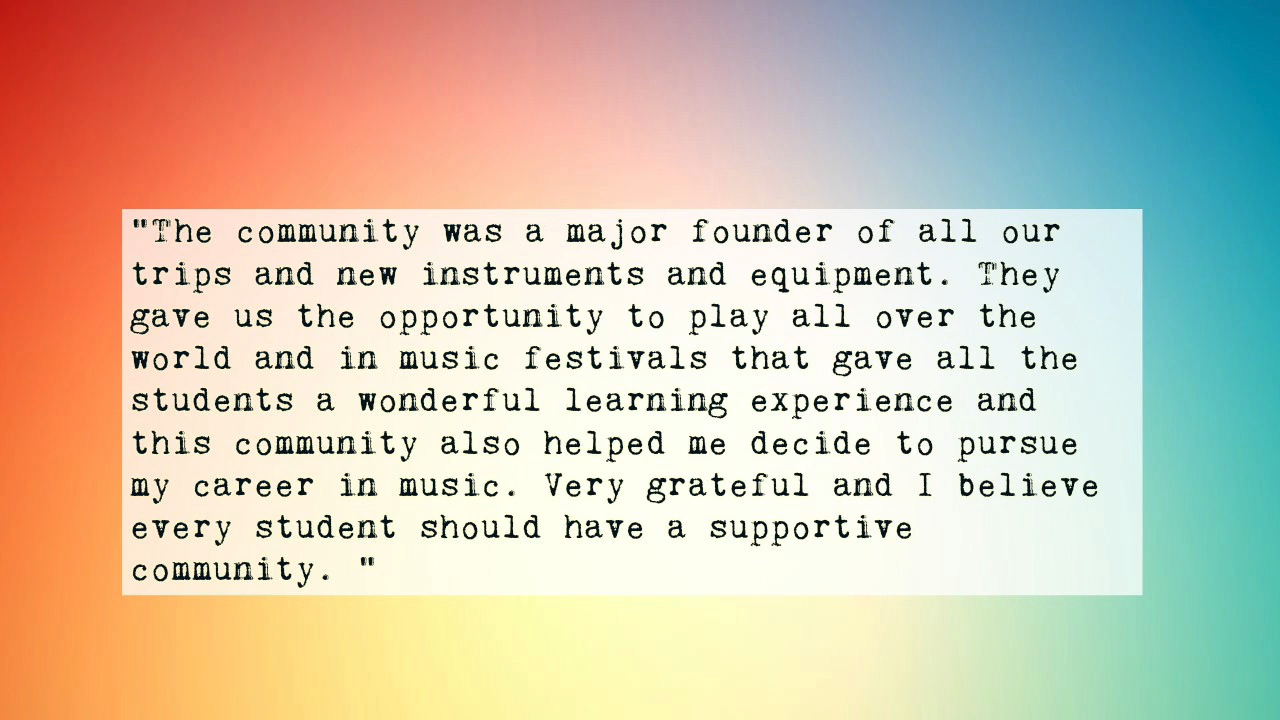 "The community was a major founder of all our
trips and new instruments and equipment. They
gave us the opportunity to play all over the
world and in music festivals that gave all the
students a wonderful learning experience and
this community also helped me decide to pursue
my career in music. Very grateful and I believe
every student should have a supportive
community. "